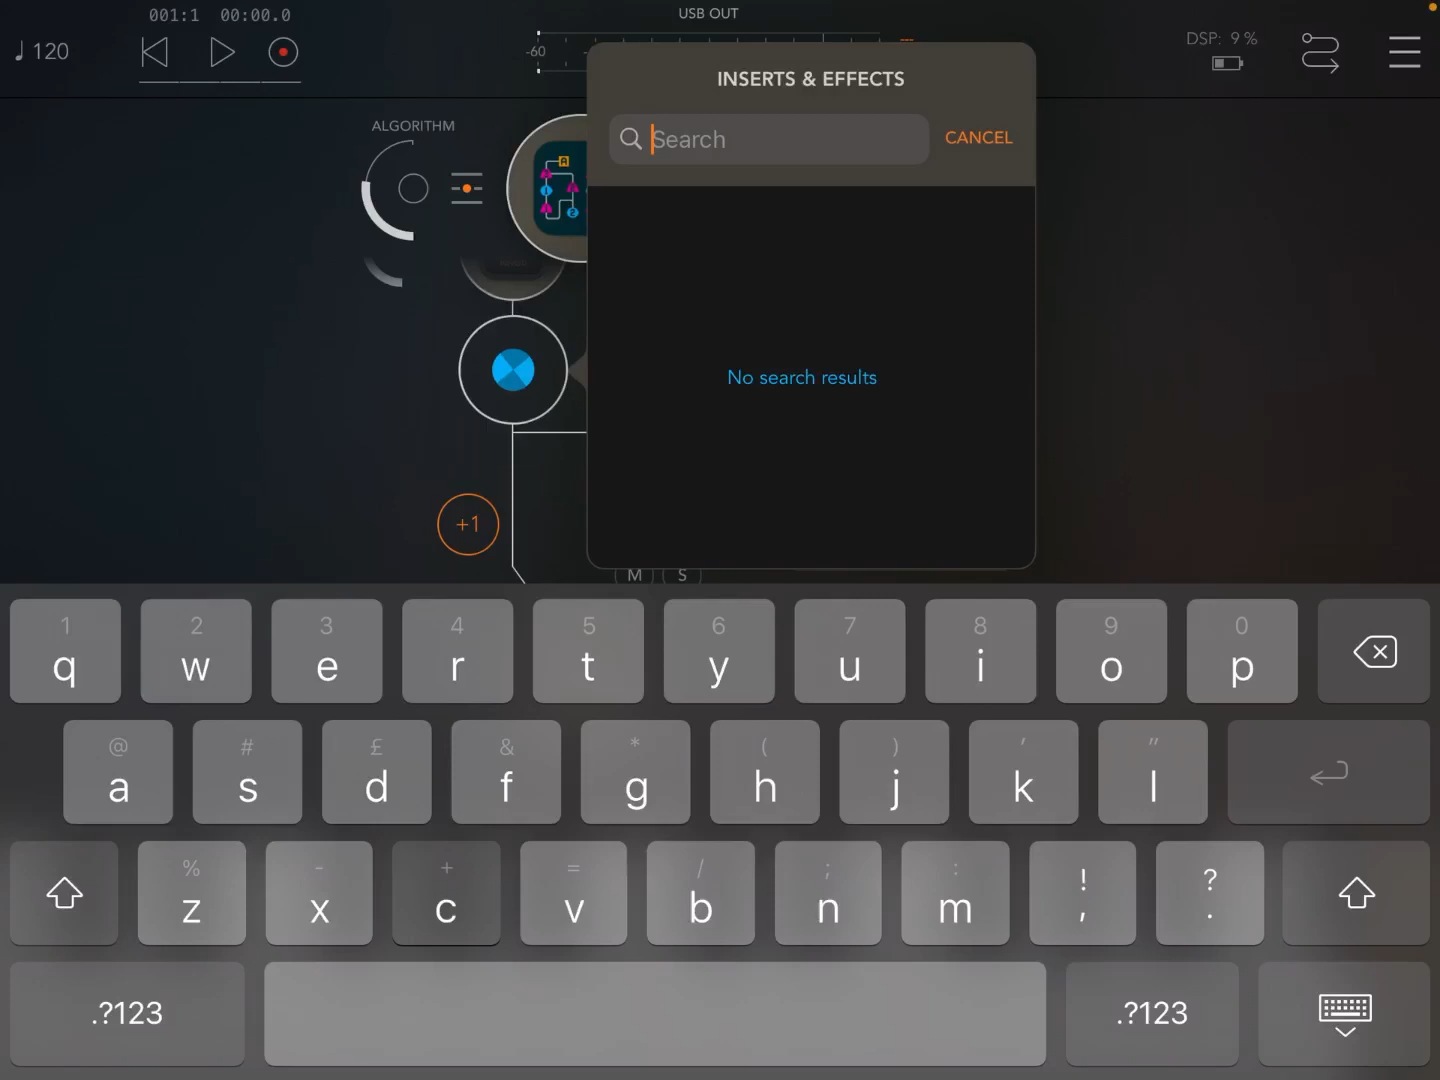 001:1 00:00.0
USB OUT
120
-60
DSP: 9 %
INSERTS & EFFECTS
Search
CANCEL
ALGORITHM
A
2
No search results
+1
M S
1 2 3 4 5 6 7 8 9 0
q w e r t y u i o p
@ # £ & * ( ) ' "
a s d f g h j k l
% - + = / ; : ! ?
z x c v b n m , .
.?123 .?123